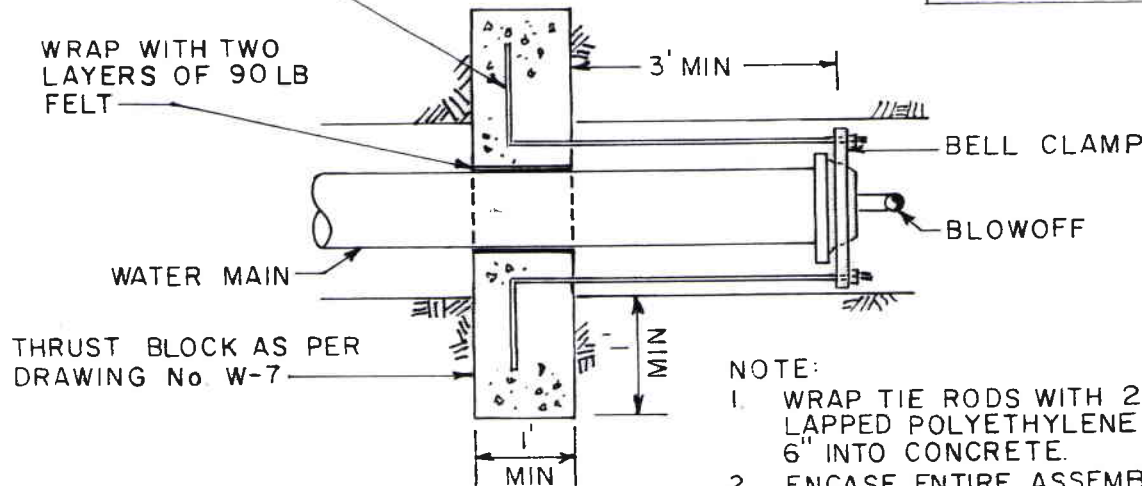 WRAP WITH TWO
LAYERS OF 90 LB
FELT
3' MIN
BELL CLAMP
BLOWOFF
WATER MAIN
THRUST BLOCK AS PER
DRAWING No. W-7
1'
MIN
1'
MIN
NOTE:
1. WRAP TIE RODS WITH 2
LAPPED POLYETHYLENE
6" INTO CONCRETE.
2. ENCASE ENTIRE